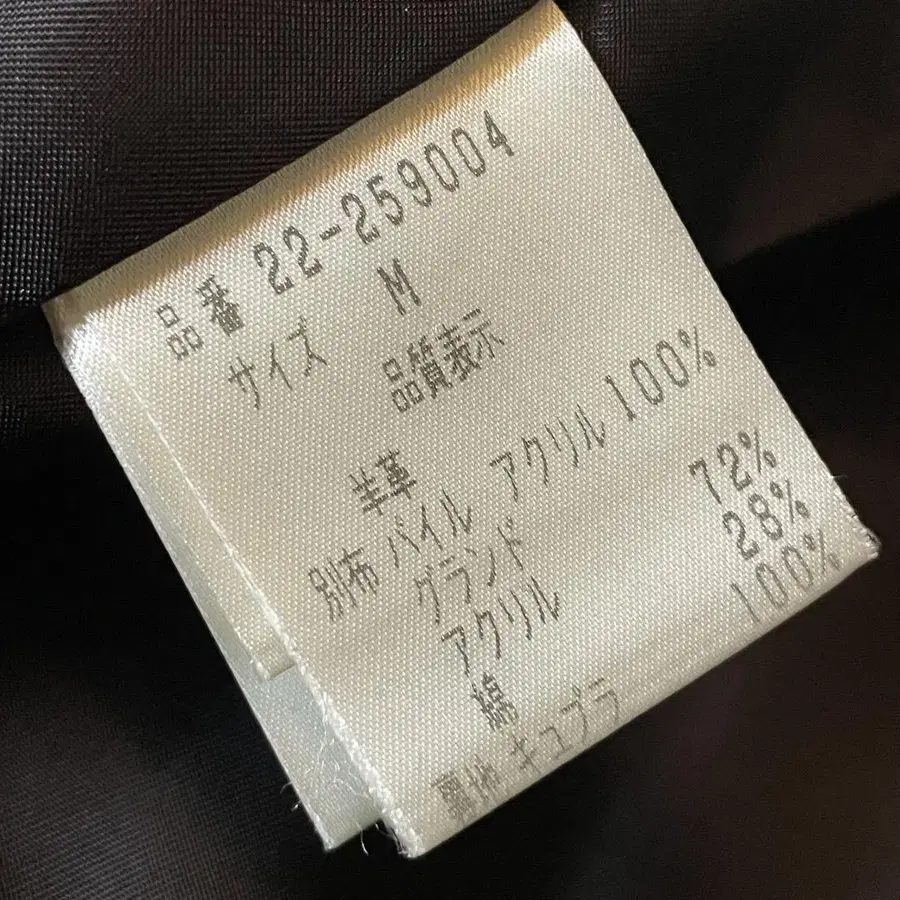 品番 22-259004
サイズ M
品質表示
羊革
別布 パイル アクリル 100%
グランド
アクリル 72%
綿 28%
裏地 キュプラ 100%